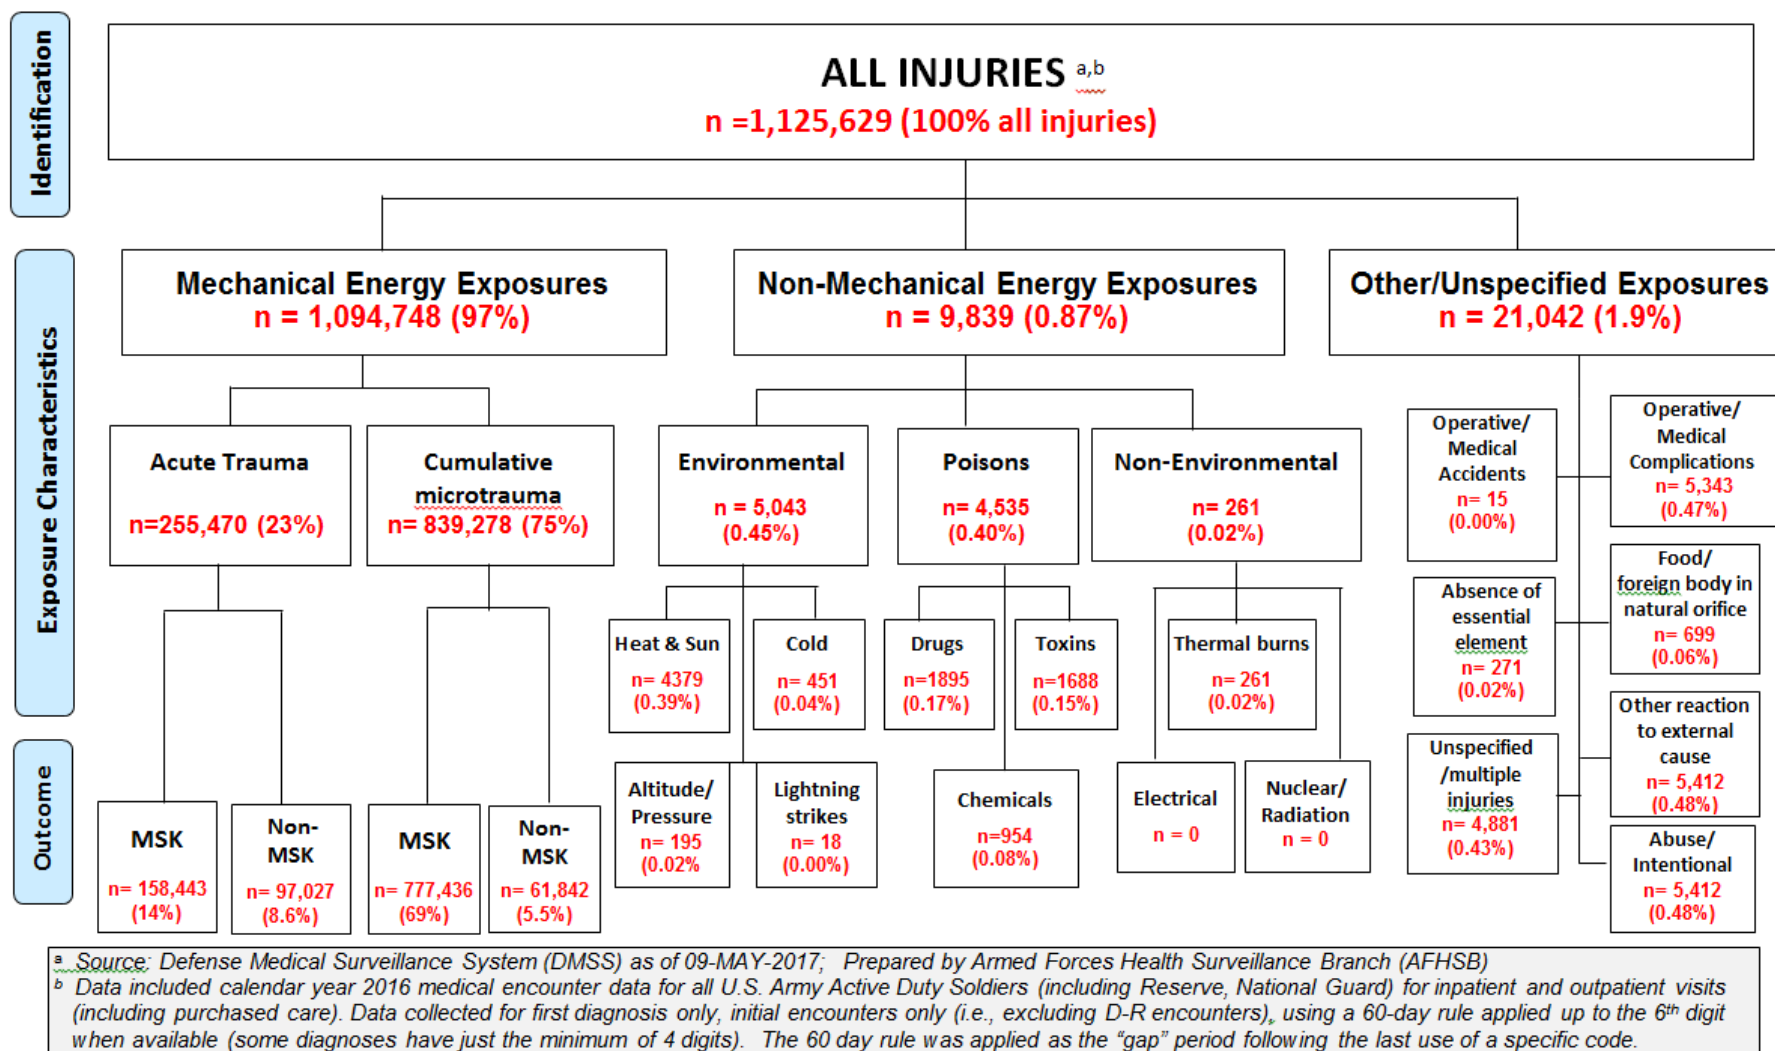 Identification
ALL INJURIES a,b
n =1,125,629 (100% all injuries)
Exposure Characteristics
Mechanical Energy Exposures
n = 1,094,748 (97%)
Non-Mechanical Energy Exposures
n = 9,839 (0.87%)
Other/Unspecified Exposures
n = 21,042 (1.9%)
Acute Trauma
n=255,470 (23%)
Cumulative
microtrauma
n= 839,278 (75%)
Environmental
n = 5,043
(0.45%)
Poisons
n= 4,535
(0.40%)
Non-Environmental
n= 261
(0.02%)
Operative/
Medical
Accidents
n= 15
(0.00%)
Operative/
Medical
Complications
n= 5,343
(0.47%)
Heat & Sun
n= 4379
(0.39%)
Cold
n= 451
(0.04%)
Drugs
n=1895
(0.17%)
Toxins
n=1688
(0.15%)
Thermal burns
n= 261
(0.02%)
Absence of
essential
element
n= 271
(0.02%)
Food/
foreign body in
natural orifice
n= 699
(0.06%)
Outcome
MSK
n= 158,443
(14%)
Non-
MSK
n= 97,027
(8.6%)
MSK
n= 777,436
(69%)
Non-
MSK
n= 61,842
(5.5%)
Altitude/
Pressure
n= 195
(0.02%
Lightning
strikes
n= 18
(0.00%)
Chemicals
n=954
(0.08%)
Electrical
n = 0
Nuclear/
Radiation
n = 0
Unspecified
/multiple
injuries
n= 4,881
(0.43%)
Other reaction
to external
cause
n= 5,412
(0.48%)
Abuse/
Intentional
n= 5,412
(0.48%)
a Source: Defense Medical Surveillance System (DMSS) as of 09-MAY-2017; Prepared by Armed Forces Health Surveillance Branch (AFHSB)
b Data included calendar year 2016 medical encounter data for all U.S. Army Active Duty Soldiers (including Reserve, National Guard) for inpatient and outpatient visits
(including purchased care). Data collected for first diagnosis only, initial encounters only (i.e., excluding D-R encounters), using a 60-day rule applied up to the 6th digit
when available (some diagnoses have just the minimum of 4 digits). The 60 day rule was applied as the "gap" period following the last use of a specific code.